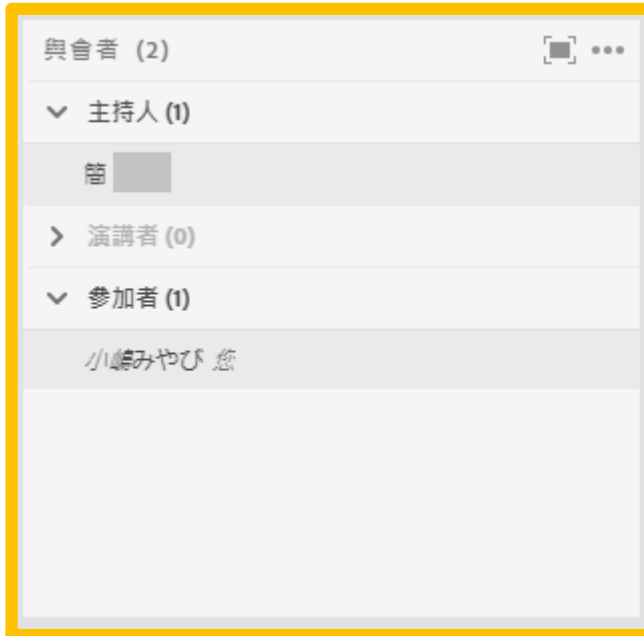 與會者 (2)
主持人 (1)
簡
演講者 (0)
參加者 (1)
小嶋みやび 您